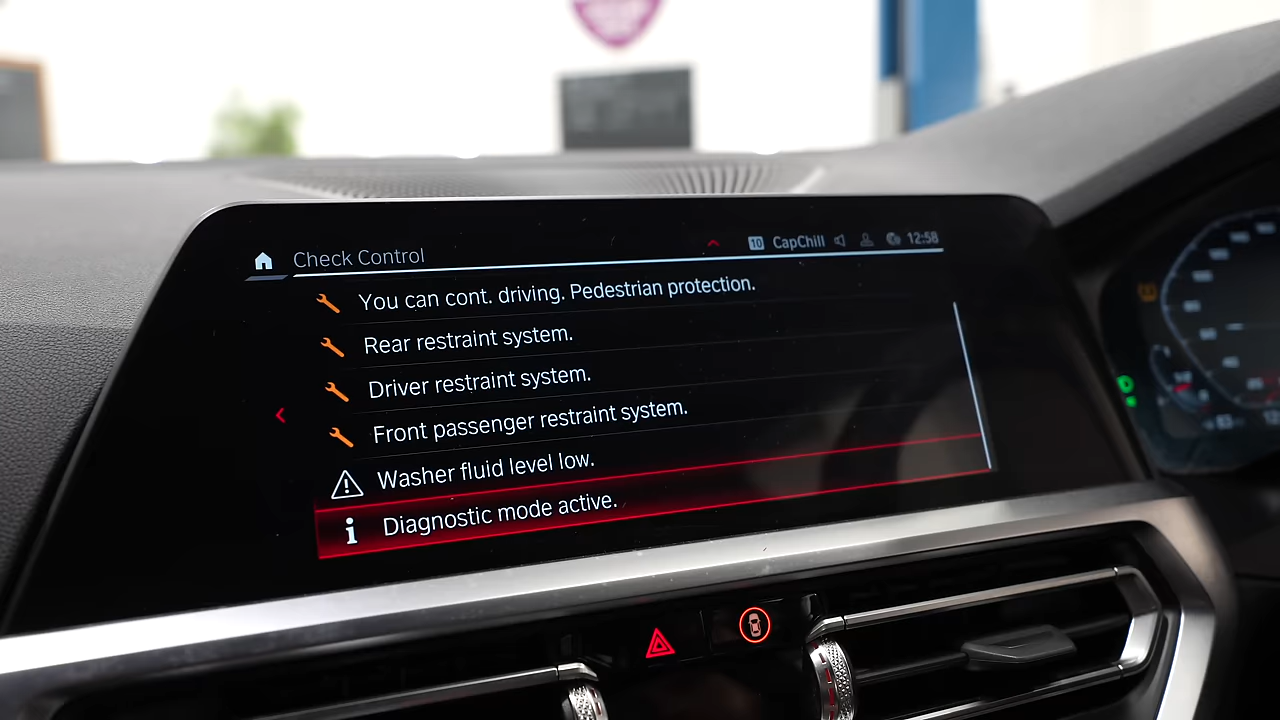 Check Control
10 CapChill 12:58
You can cont. driving. Pedestrian protection.
Rear restraint system.
Driver restraint system.
Front passenger restraint system.
Washer fluid level low.
Diagnostic mode active.